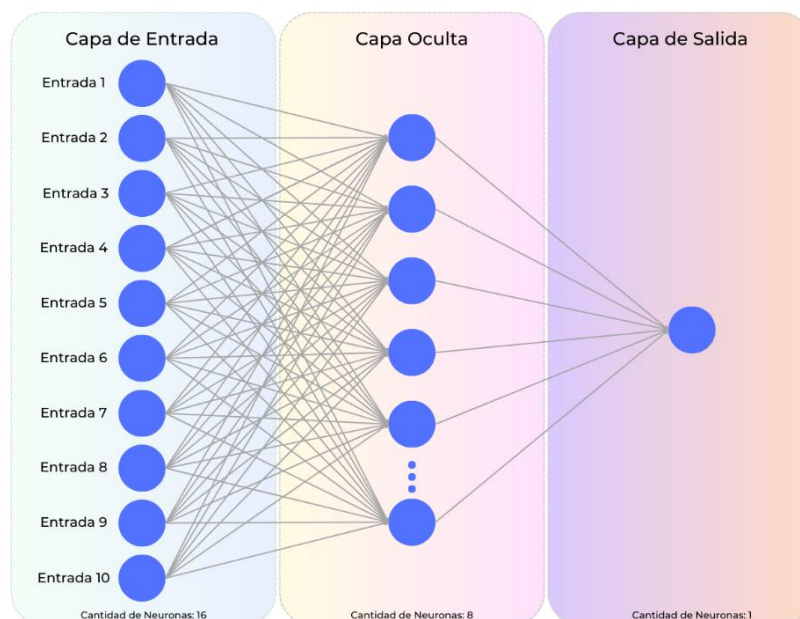 Capa de Entrada
Capa Oculta
Capa de Salida
Entrada 1
Entrada 2
Entrada 3
Entrada 4
Entrada 5
Entrada 6
Entrada 7
Entrada 8
Entrada 9
Entrada 10
Cantidad de Neuronas: 16
Cantidad de Neuronas: 8
Cantidad de Neuronas: 1